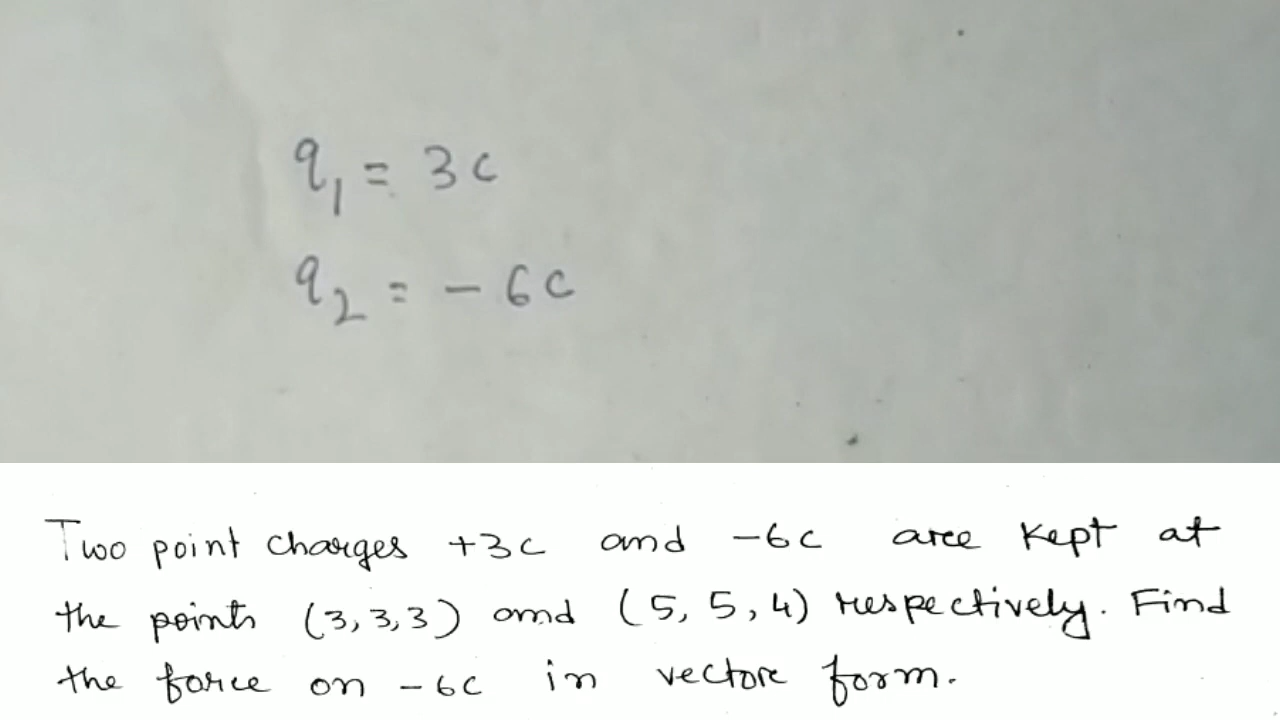 q₁ = 3c
q₂ = - 6c
Two point charges +3c and -6c are kept at
the points (3,3,3) and (5, 5, 4) respectively. Find
the force on -6c in vector form.